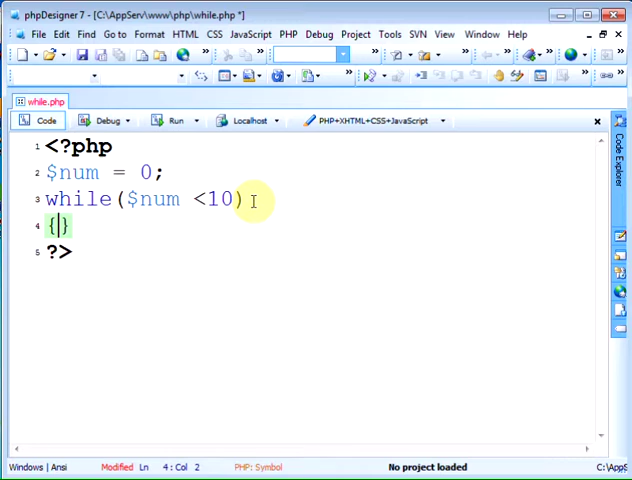 phpDesigner 7 - [C:\AppServ\www\php\while.php *]
File Edit Find Goto Format HTML CSS JavaScript PHP Debug Project Tools SVN View Window Help
while.php
Code Debug Run Localhost PHP+XHTML+CSS+JavaScript
Code Explorer
1 <?php
2 $num = 0;
3 while($num <10)
4 {}
5 ?>
Windows | Ansi Modified Ln 4 : Col 2 PHP: Symbol No project loaded C:\AppS